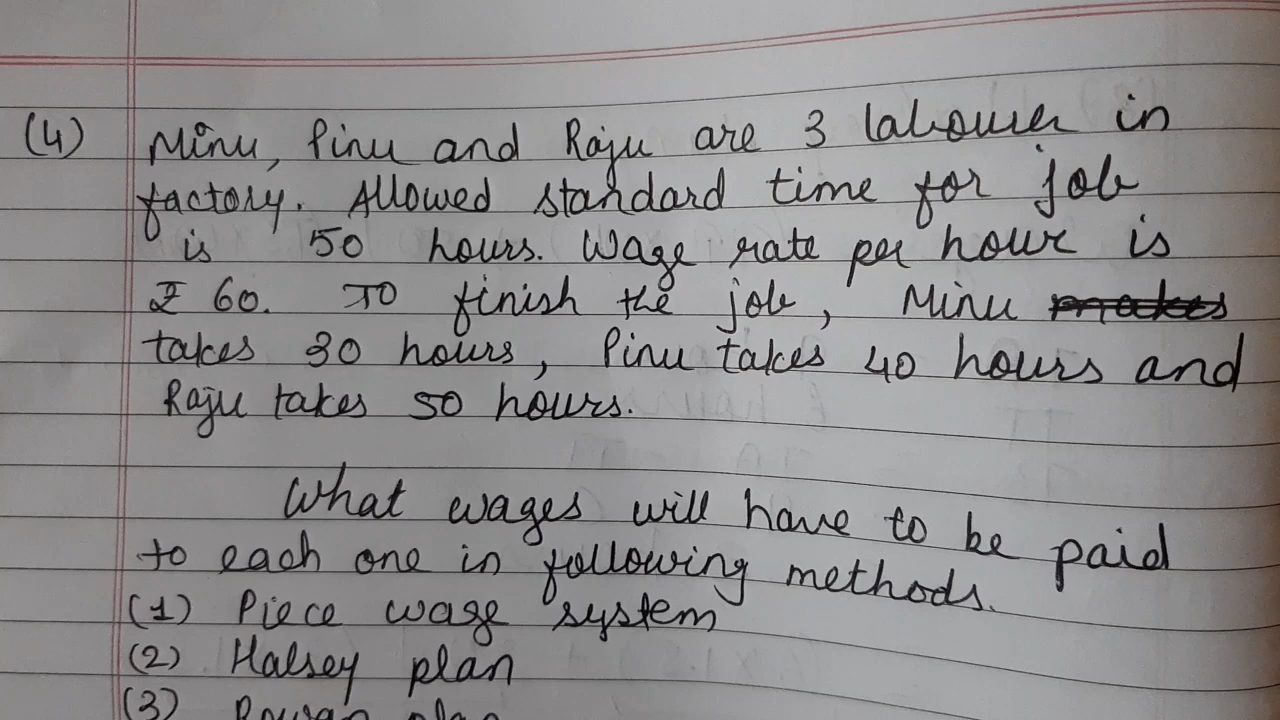 (4) Minu, Pinu and Raju are 3 labourer in
factory. Allowed standard time for job
is 50 hours. Wage rate per hour is
₹ 60. To finish the job, Minu
takes 30 hours, Pinu takes 40 hours and
Raju takes 50 hours.
What wages will have to be paid
to each one in following methods.
(1) Piece wage system
(2) Halsey plan
(3) Rowan plan